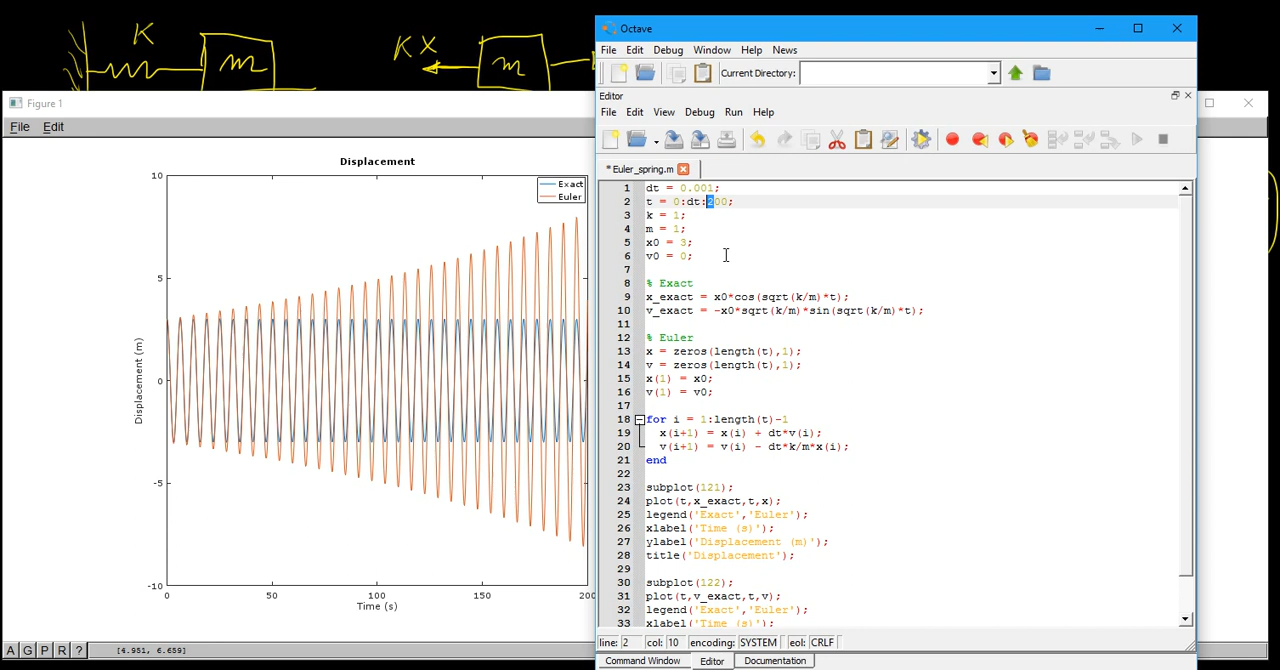 K
m
K X
m
Octave
File Edit Debug Window Help News
Current Directory:
Editor
File Edit View Debug Run Help
* Euler_spring.m
1 dt = 0.001;
2 t = 0:dt:200;
3 k = 1;
4 m = 1;
5 x0 = 3;
6 v0 = 0;
7
8 % Exact
9 x_exact = x0*cos(sqrt(k/m)*t);
10 v_exact = -x0*sqrt(k/m)*sin(sqrt(k/m)*t);
11
12 % Euler
13 x = zeros(length(t),1);
14 v = zeros(length(t),1);
15 x(1) = x0;
16 v(1) = v0;
17
18 for i = 1:length(t)-1
19 x(i+1) = x(i) + dt*v(i);
20 v(i+1) = v(i) - dt*k/m*x(i);
21 end
22
23 subplot(121);
24 plot(t,x_exact,t,x);
25 legend('Exact','Euler');
26 xlabel('Time (s)');
27 ylabel('Displacement (m)');
28 title('Displacement');
29
30 subplot(122);
31 plot(t,v_exact,t,v);
32 legend('Exact','Euler');
33 xlabel('Time (s)');
line: 2 col: 10 encoding: SYSTEM eol: CRLF
Command Window Editor Documentation
Figure 1
File Edit
Displacement
Exact
Euler
10
5
0
-5
-10
Displacement (m)
0 50 100 150 200
Time (s)
A G P R ? [4.951, 6.659]